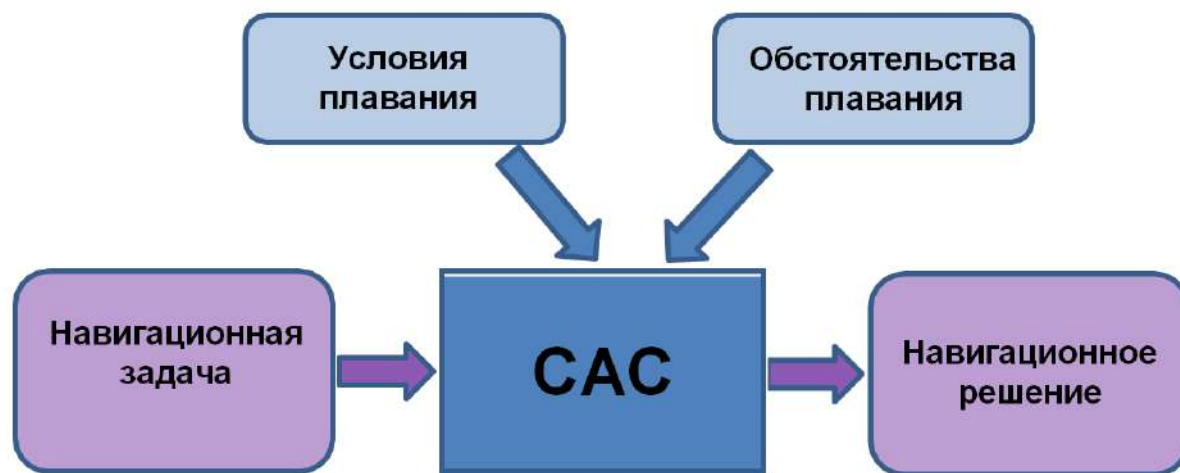 Условия
плавания
Обстоятельства
плавания
Навигационная
задача
САС
Навигационное
решение